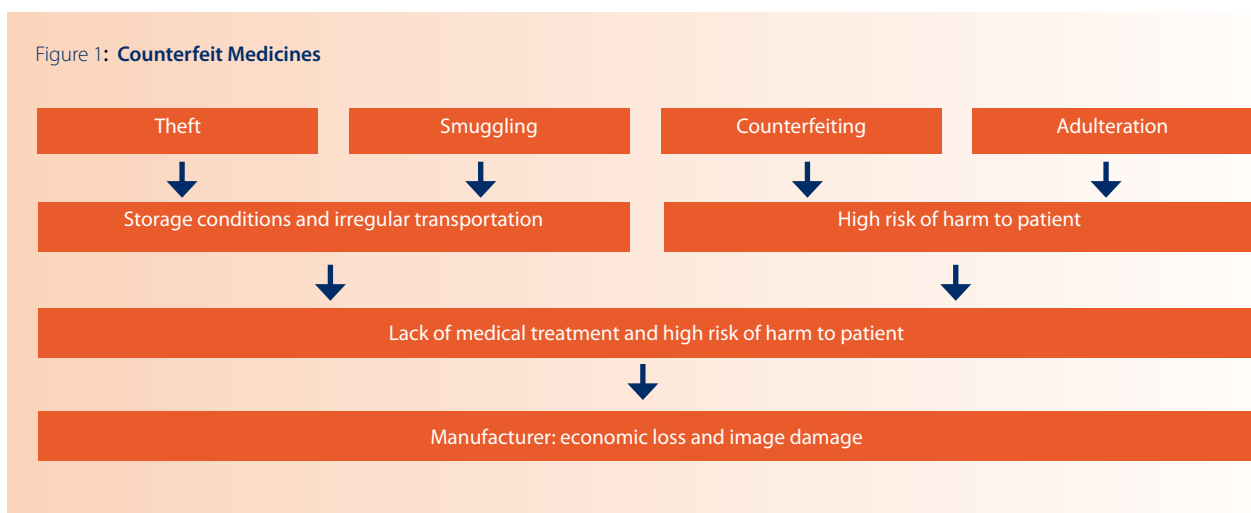 Figure 1: Counterfeit Medicines
Theft
Smuggling
Counterfeiting
Adulteration
Storage conditions and irregular transportation
High risk of harm to patient
Lack of medical treatment and high risk of harm to patient
Manufacturer: economic loss and image damage